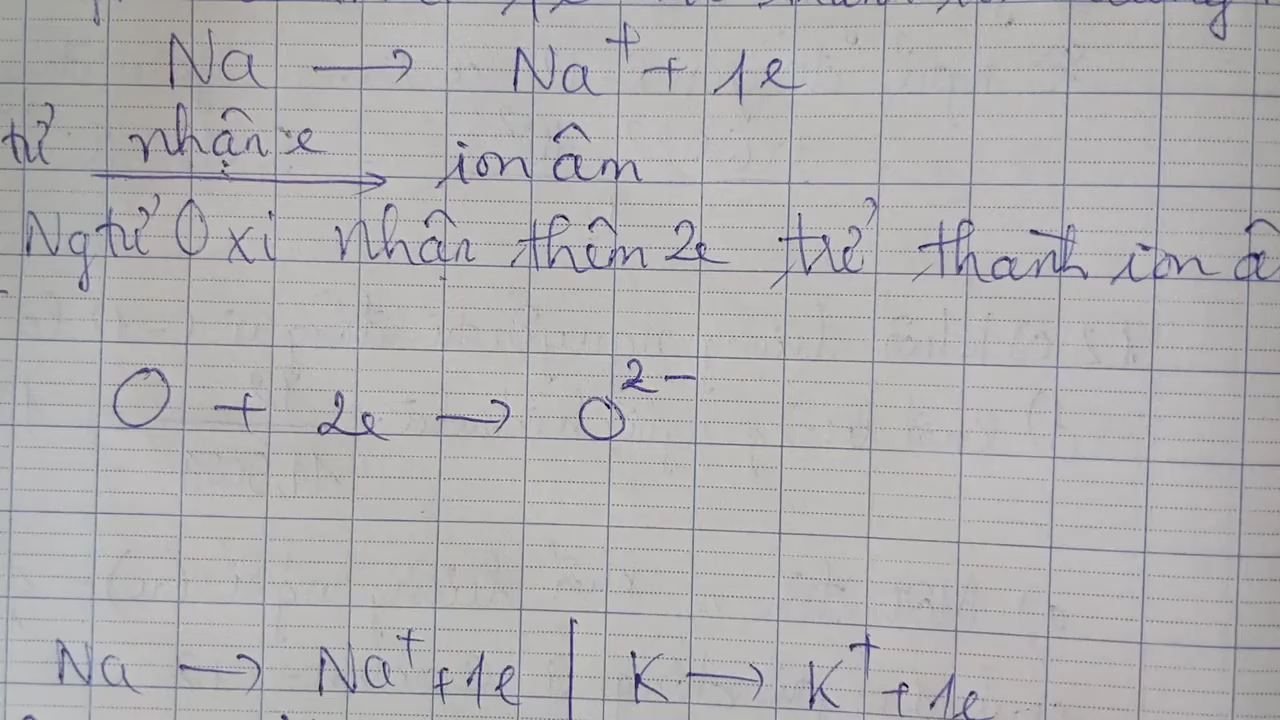 Na → Na⁺ + 1e
tử nhận e → ion âm
Ng tử Oxi nhận thêm 2e trở thành ion â
O + 2e → O²⁻
Na → Na⁺ + 1e | K → K⁺ + 1e